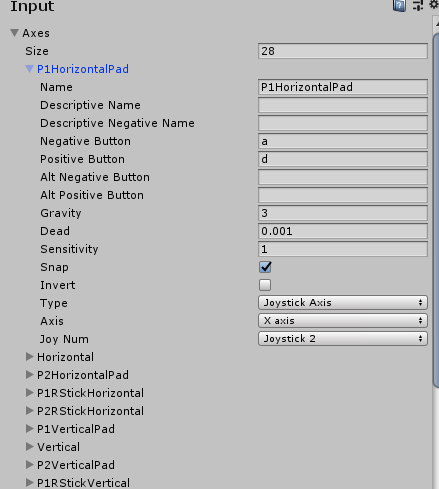 Input
Axes
Size 28
P1HorizontalPad
Name P1HorizontalPad
Descriptive Name
Descriptive Negative Name
Negative Button a
Positive Button d
Alt Negative Button
Alt Positive Button
Gravity 3
Dead 0.001
Sensitivity 1
Snap
Invert
Type Joystick Axis
Axis X axis
Joy Num Joystick 2
Horizontal
P2HorizontalPad
P1RStickHorizontal
P2RStickHorizontal
P1VerticalPad
Vertical
P2VerticalPad
P1RStickVertical